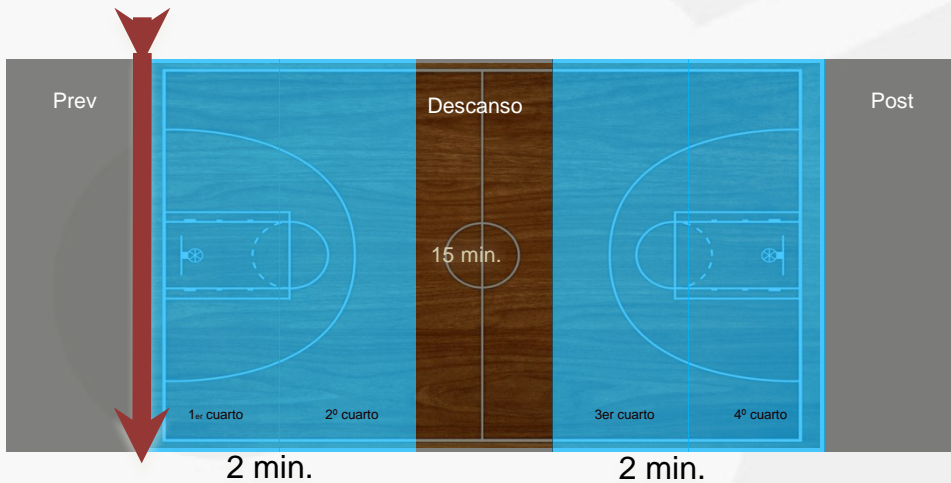 Prev
Descanso
Post
15 min.
1er cuarto
2º cuarto
3er cuarto
4º cuarto
2 min.
2 min.